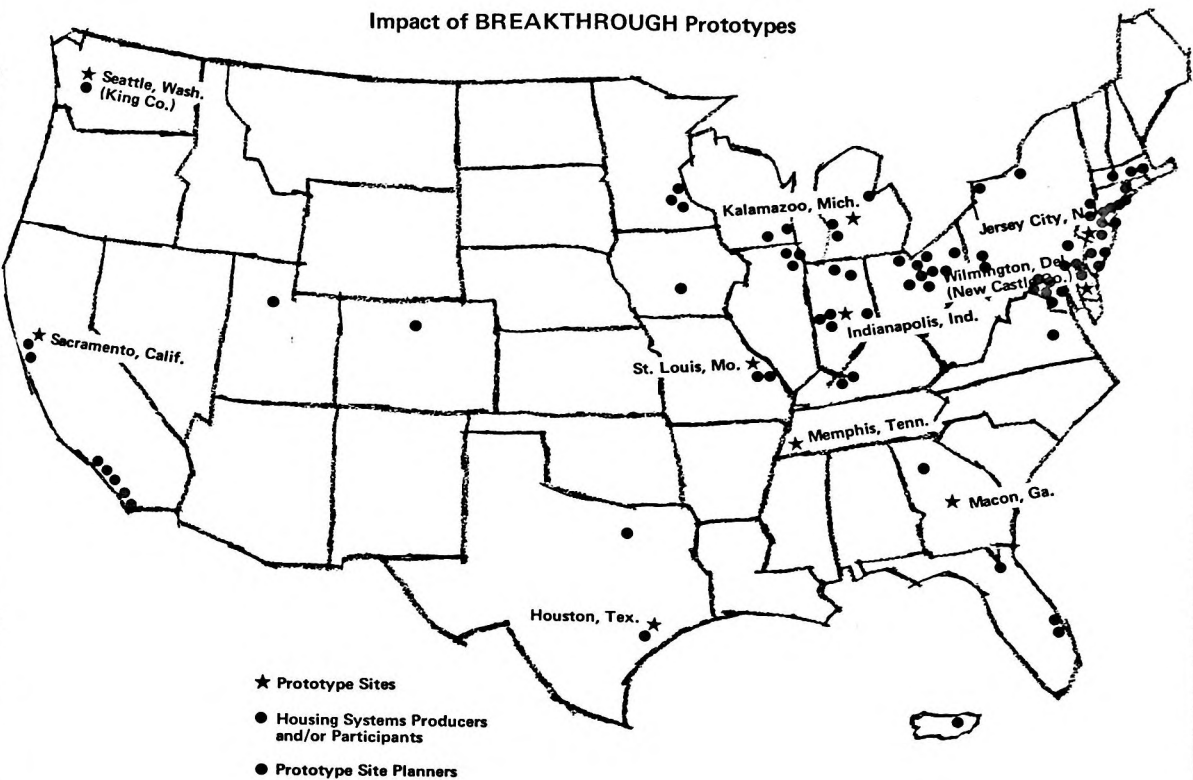 Impact of BREAKTHROUGH Prototypes
Seattle, Wash.
(King Co.)
Kalamazoo, Mich.
Jersey City, N.
Wilmington, Del.
(New Castle Co.)
Indianapolis, Ind.
Sacramento, Calif.
St. Louis, Mo.
Memphis, Tenn.
Macon, Ga.
Houston, Tex.
Prototype Sites
Housing Systems Producers
and/or Participants
Prototype Site Planners